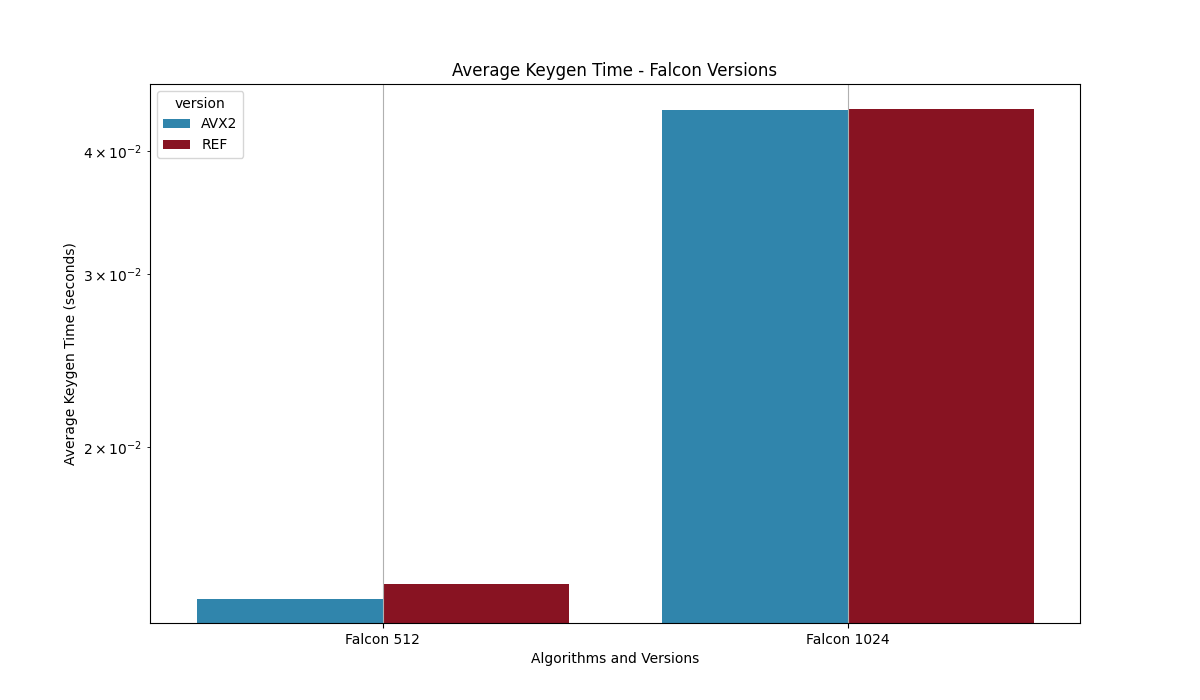 Average Keygen Time - Falcon Versions
version
AVX2
REF
4 × 10⁻²
3 × 10⁻²
2 × 10⁻²
Average Keygen Time (seconds)
Falcon 512
Falcon 1024
Algorithms and Versions